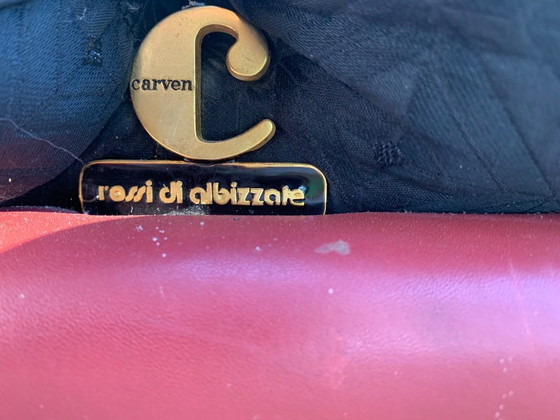 carven
rossi di albizzate